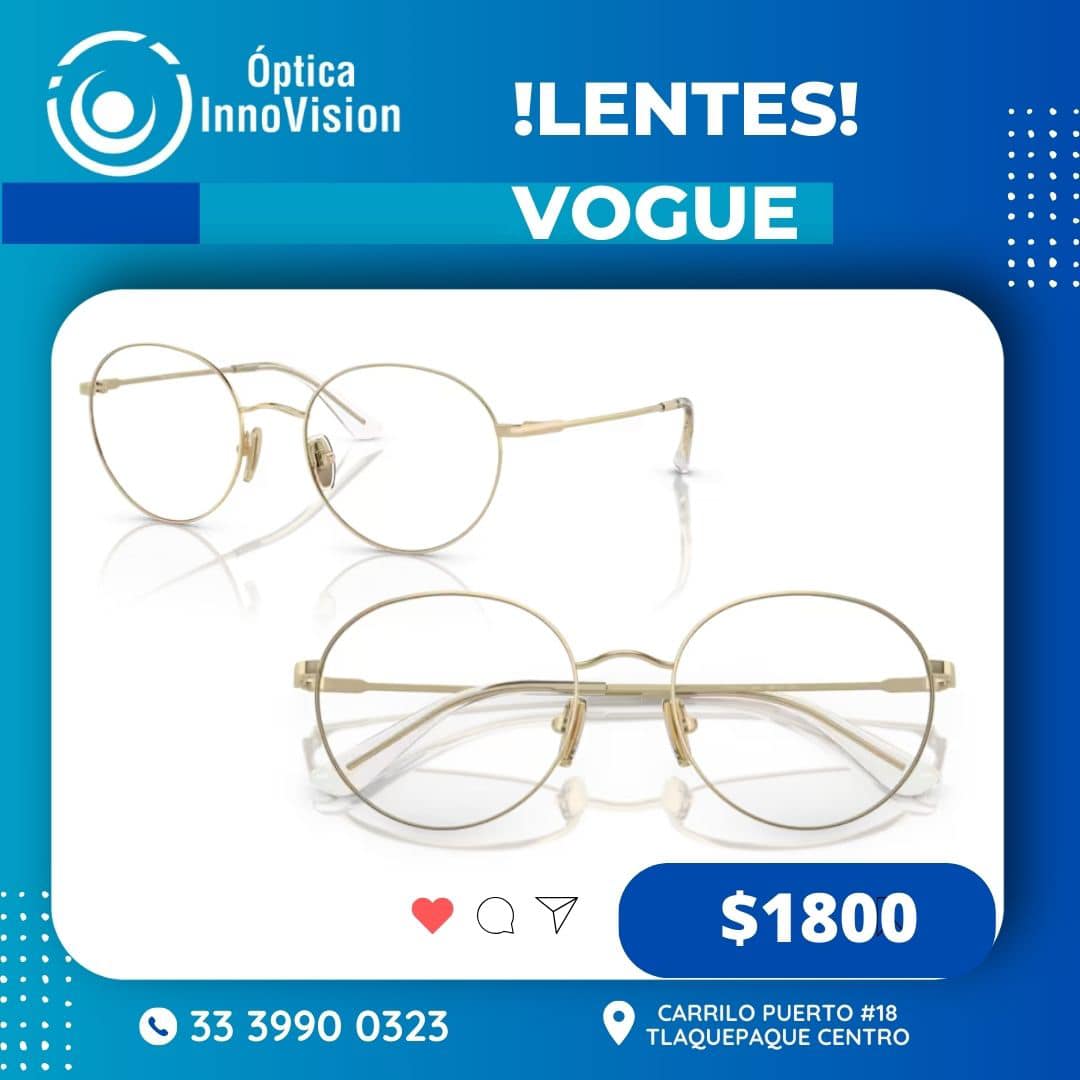 Óptica
InnoVision
!LENTES!
VOGUE
$1800
33 3990 0323
CARRILO PUERTO #18
TLAQUEPAQUE CENTRO